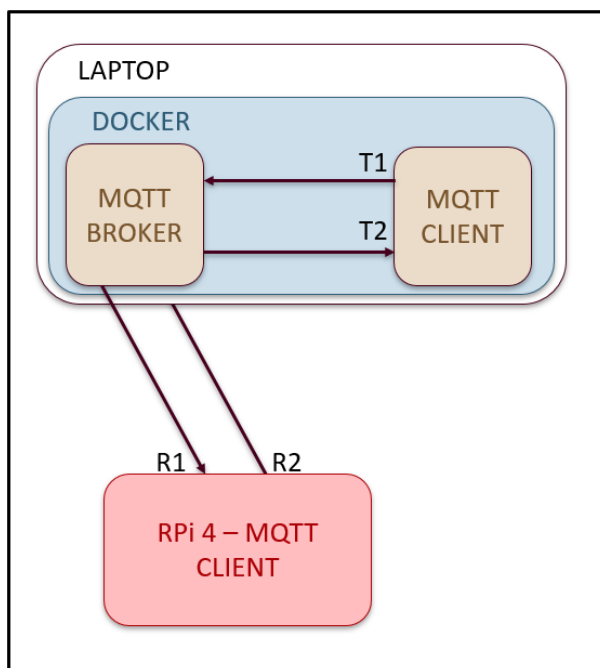 LAPTOP
DOCKER
T1
MQTT
BROKER
MQTT
CLIENT
T2
R1
R2
RPi 4 – MQTT
CLIENT